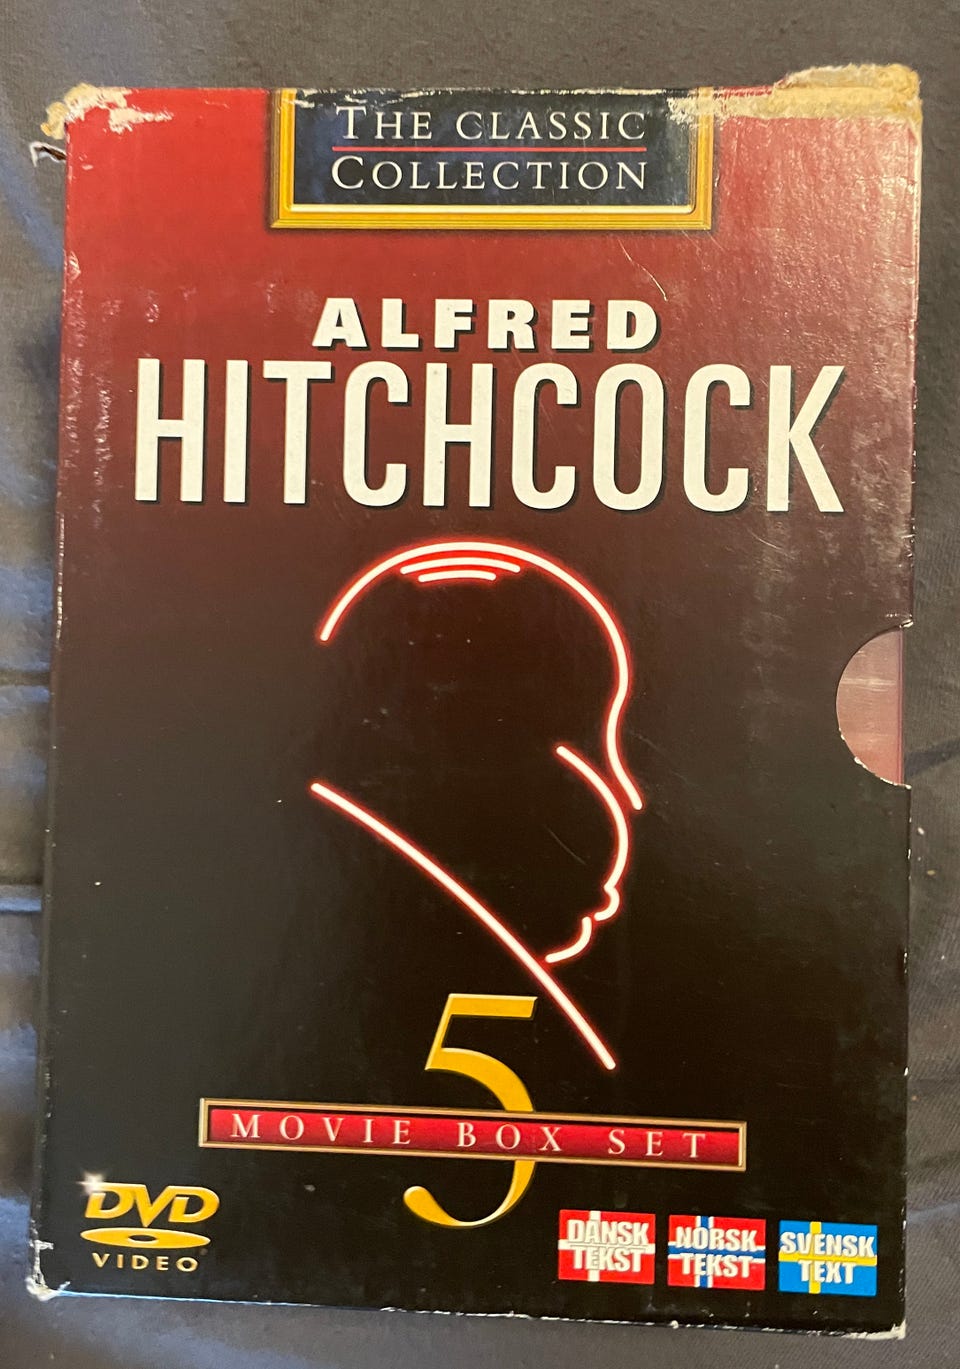 THE CLASSIC
COLLECTION
ALFRED
HITCHCOCK
5
MOVIE BOX SET
DVD
VIDEO
DANSK
TEKST
NORSK
TEKST
SVENSK
TEXT